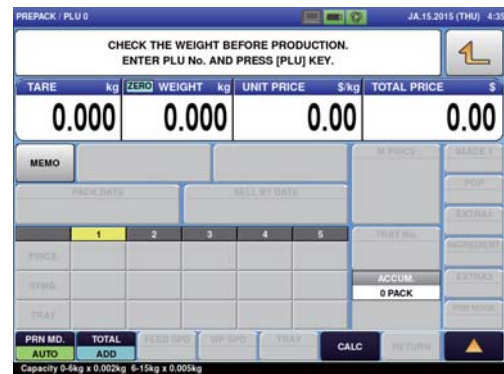 PREPACK / PLU 0 JA.15.2015 (THU) 4:35
CHECK THE WEIGHT BEFORE PRODUCTION.
ENTER PLU No. AND PRESS [PLU] KEY.
TARE kg ZERO WEIGHT kg UNIT PRICE $/kg TOTAL PRICE $
0.000 0.000 0.00 0.00
MEMO M.PRICE IMAGE 1
PACK DATE SELL BY DATE POP
EXTRA1
1 2 3 4 5 TRAY No.
PRICE INGREDIENT
SYMB. ACCUM. EXTRA3
0 PACK
TRAY PRN MODE
PRN MD. TOTAL FEED SPD WP SPD TRAY CALC RETURN
AUTO ADD
Capacity 0-6kg x 0.002kg 6-15kg x 0.005kg